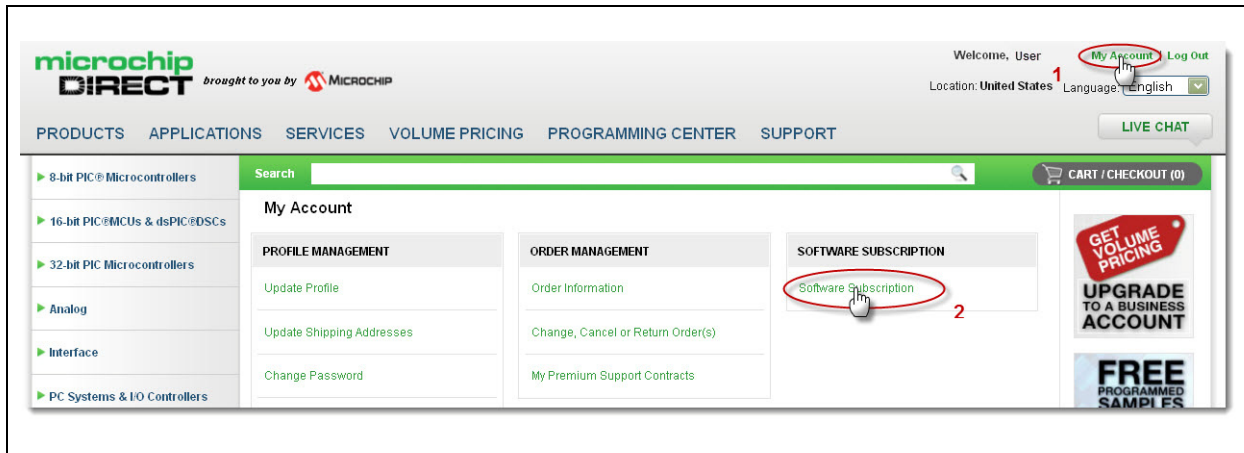 microchip
DIRECT brought to you by MICROCHIP
Welcome, User My Account | Log Out
1
Location: United States Language: English
PRODUCTS APPLICATIONS SERVICES VOLUME PRICING PROGRAMMING CENTER SUPPORT
LIVE CHAT
8-bit PIC® Microcontrollers
16-bit PIC®MCUs & dsPIC®DSCs
32-bit PIC Microcontrollers
Analog
Interface
PC Systems & I/O Controllers
Search
CART / CHECKOUT (0)
My Account
PROFILE MANAGEMENT
Update Profile
Update Shipping Addresses
Change Password
ORDER MANAGEMENT
Order Information
Change, Cancel or Return Order(s)
My Premium Support Contracts
SOFTWARE SUBSCRIPTION
Software Subscription
2
GET
VOLUME
PRICING
UPGRADE
TO A BUSINESS
ACCOUNT
FREE
PROGRAMMED
SAMPLES